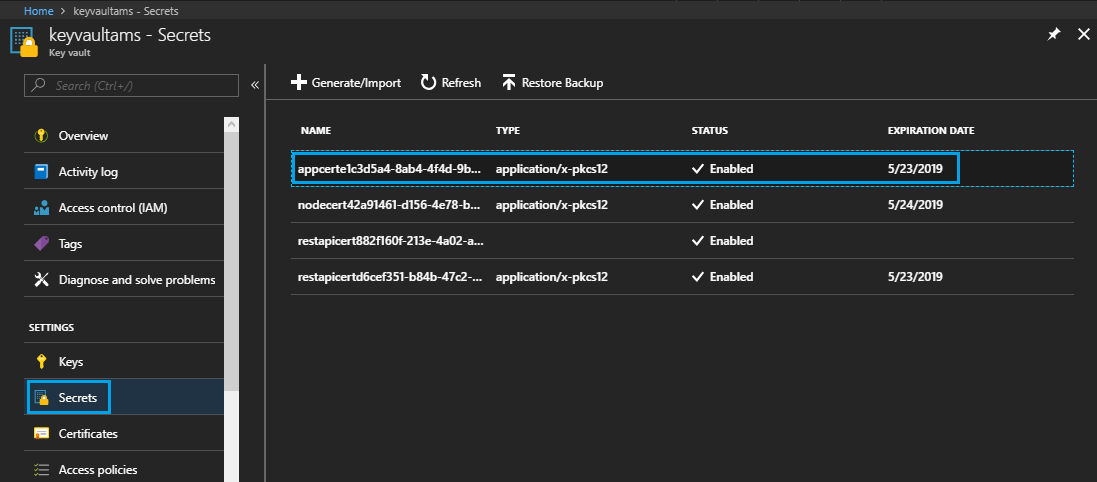 Home > keyvaultams - Secrets
keyvaultams - Secrets
Key vault
Search (Ctrl+/)
«
Overview
Activity log
Access control (IAM)
Tags
Diagnose and solve problems
SETTINGS
Keys
Secrets
Certificates
Access policies
Generate/Import Refresh Restore Backup
NAME TYPE STATUS EXPIRATION DATE
appcerte1c3d5a4-8ab4-4f4d-9b... application/x-pkcs12 Enabled 5/23/2019
nodecert42a91461-d156-4e78-b... application/x-pkcs12 Enabled 5/24/2019
restapicert882f160f-213e-4a02-a... Enabled
restapicertd6cef351-b84b-47c2-... application/x-pkcs12 Enabled 5/23/2019